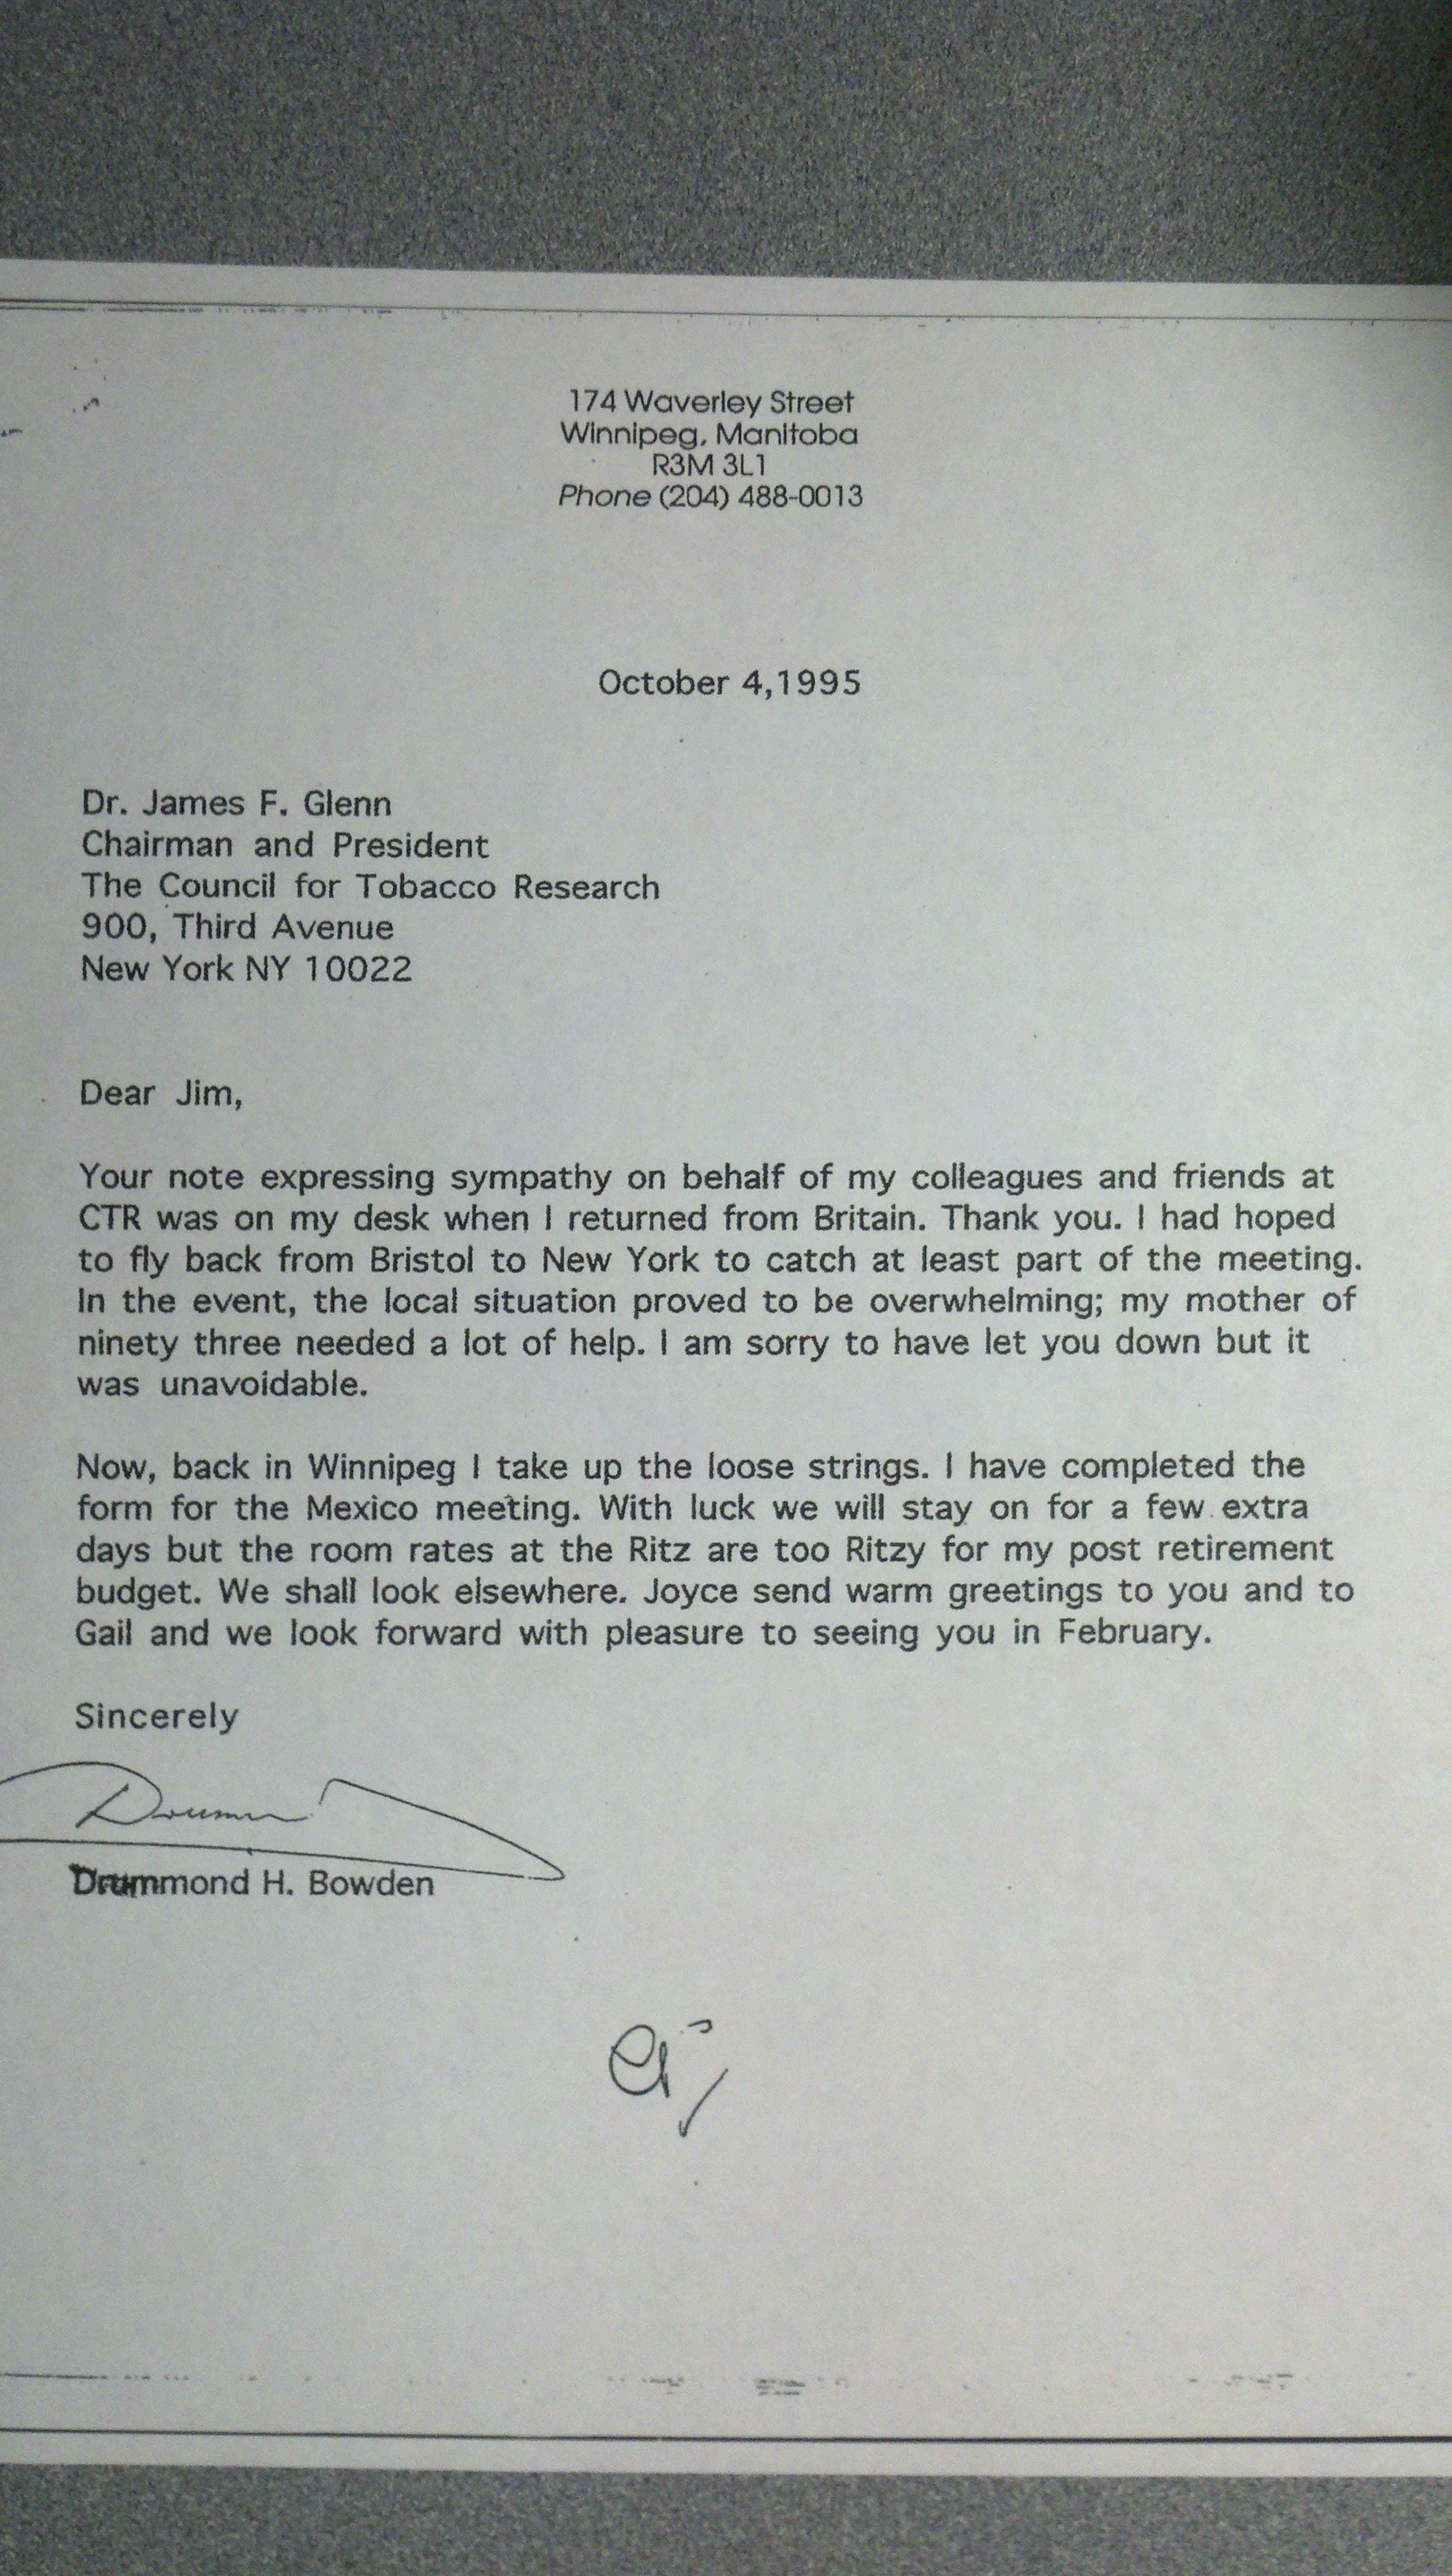 174 Waverley Street
Winnipeg, Manitoba
R3M 3L1
Phone (204) 488-0013
October 4,1995
Dr. James F. Glenn
Chairman and President
The Council for Tobacco Research
900, Third Avenue
New York NY 10022
Dear Jim,
Your note expressing sympathy on behalf of my colleagues and friends at
CTR was on my desk when I returned from Britain. Thank you. I had hoped
to fly back from Bristol to New York to catch at least part of the meeting.
In the event, the local situation proved to be overwhelming; my mother of
ninety three needed a lot of help. I am sorry to have let you down but it
was unavoidable.
Now, back in Winnipeg I take up the loose strings. I have completed the
form for the Mexico meeting. With luck we will stay on for a few extra
days but the room rates at the Ritz are too Ritzy for my post retirement
budget. We shall look elsewhere. Joyce send warm greetings to you and to
Gail and we look forward with pleasure to seeing you in February.
Sincerely
Drummond H. Bowden